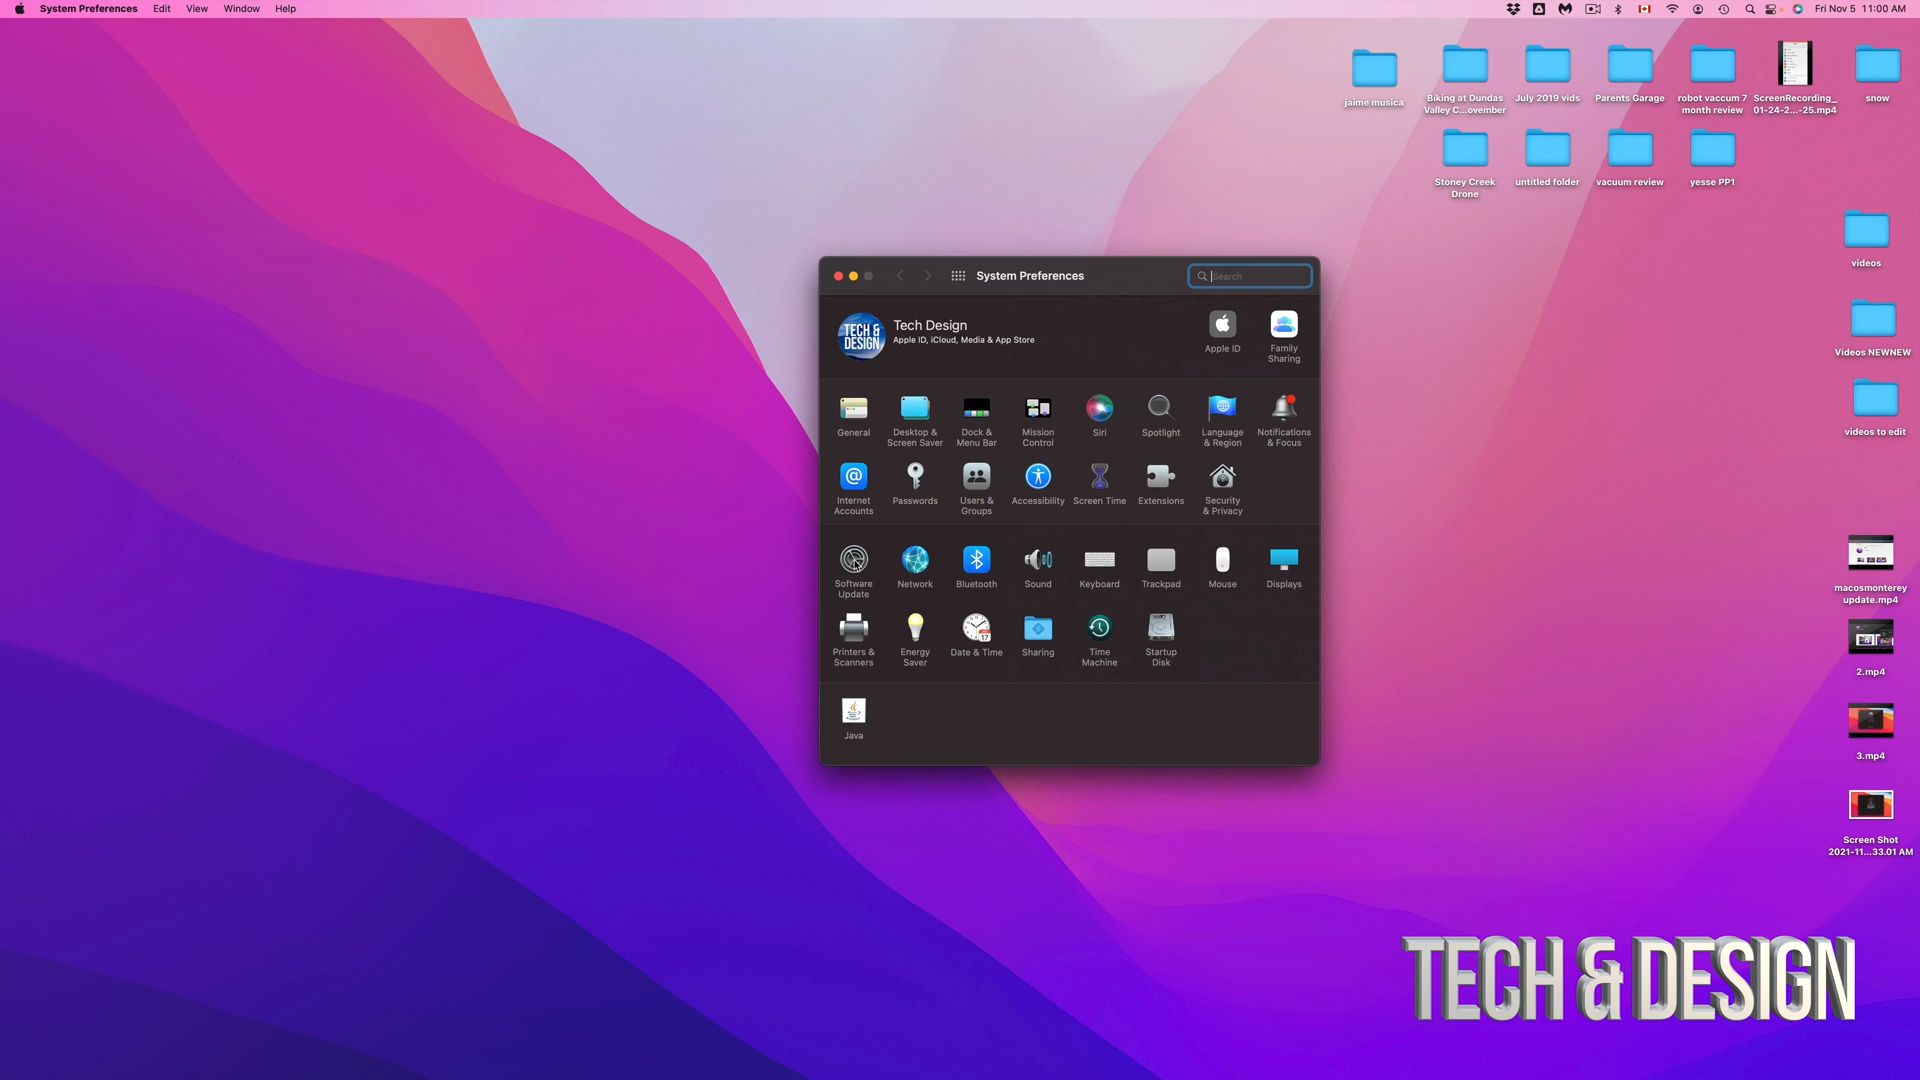 System Preferences Edit View Window Help
Fri Nov 5 11:00 AM
jaime musica
Biking at Dundas
Valley C...ovember
July 2019 vids
Parents Garage
robot vaccum 7
month review
ScreenRecording_
01-24-2...-25.mp4
snow
Stoney Creek
Drone
untitled folder
vacuum review
yesse PP1
videos
Videos NEWNEW
videos to edit
macosmonterey
update.mp4
2.mp4
3.mp4
Screen Shot
2021-11...33.01 AM
System Preferences
Search
TECH &
DESIGN
Tech Design
Apple ID, iCloud, Media & App Store
Apple ID
Family
Sharing
General
Desktop &
Screen Saver
Dock &
Menu Bar
Mission
Control
Siri
Spotlight
Language
& Region
Notifications
& Focus
Internet
Accounts
Passwords
Users &
Groups
Accessibility
Screen Time
Extensions
Security
& Privacy
Software
Update
Network
Bluetooth
Sound
Keyboard
Trackpad
Mouse
Displays
Printers &
Scanners
Energy
Saver
Date & Time
Sharing
Time
Machine
Startup
Disk
Java
TECH & DESIGN